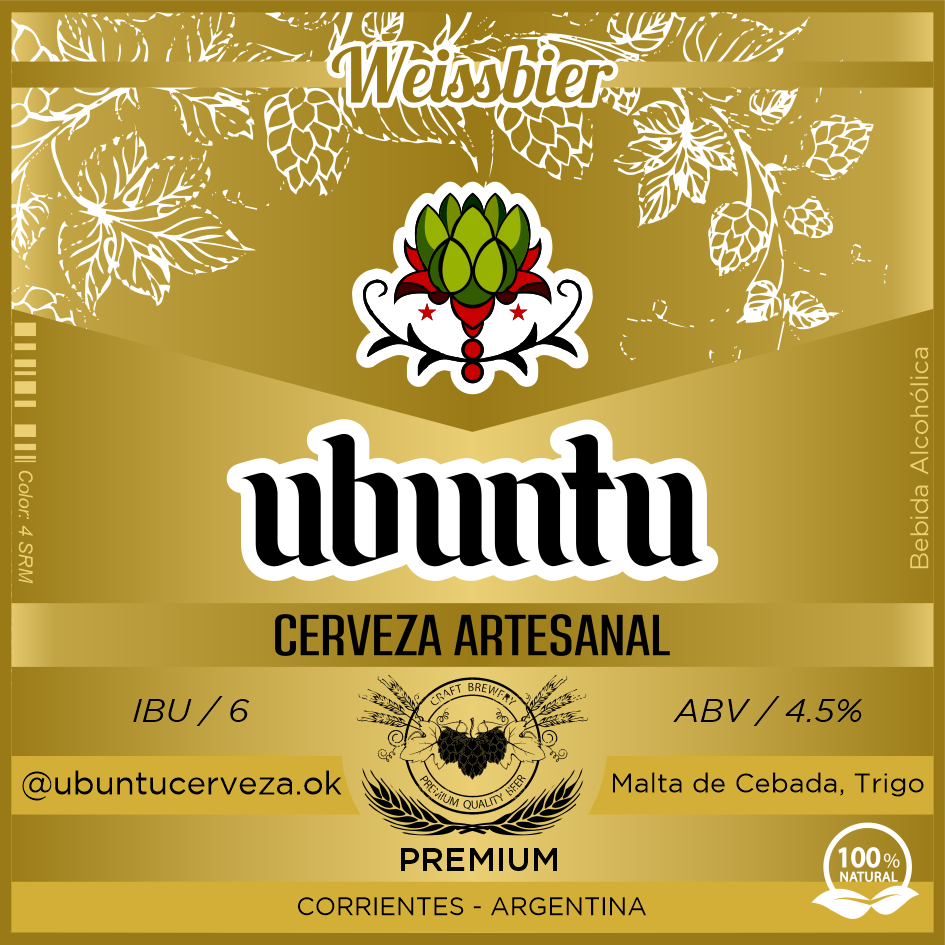 Weissbier
ubuntu
Color: 4 SRM
Bebida Alcohólica
CERVEZA ARTESANAL
IBU / 6
ABV / 4.5%
CRAFT BREWERY
PREMIUM QUALITY BEER
@ubuntucerveza.ok
Malta de Cebada, Trigo
PREMIUM
100%
NATURAL
CORRIENTES - ARGENTINA